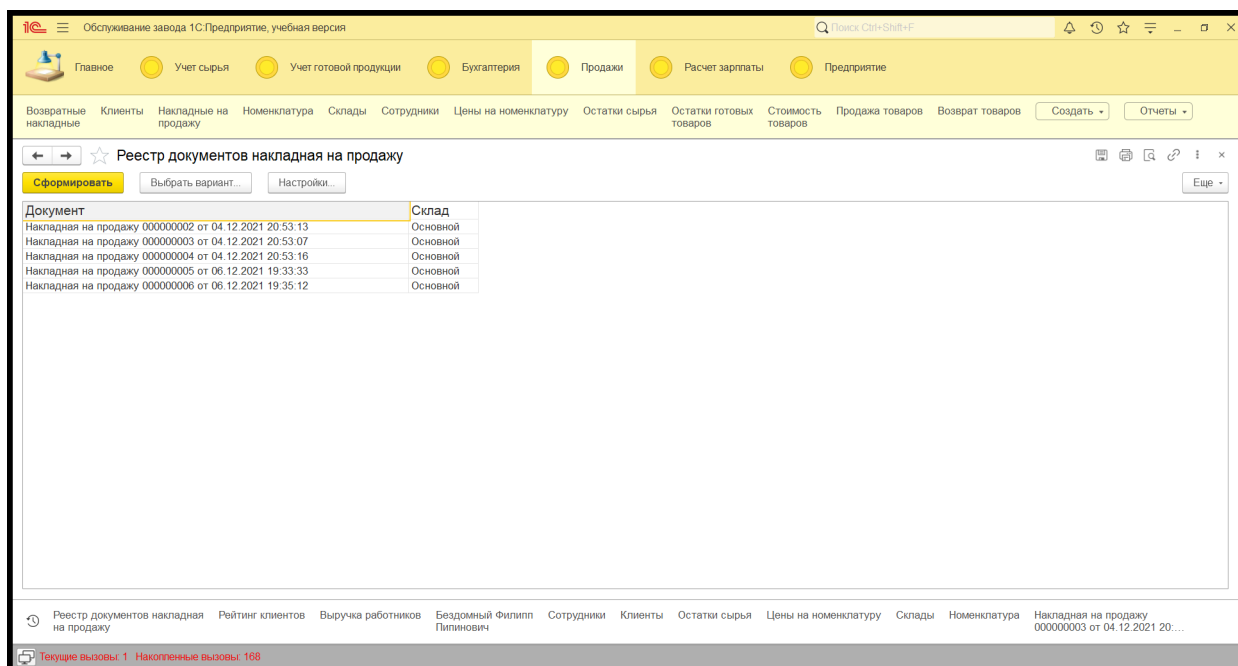 1С Обслуживание завода 1С:Предприятие, учебная версия Поиск Ctrl+Shift+F
Главное Учет сырья Учет готовой продукции Бухгалтерия Продажи Расчет зарплаты Предприятие
Возвратные накладные Клиенты Накладные на продажу Номенклатура Склады Сотрудники Цены на номенклатуру Остатки сырья Остатки готовых товаров Стоимость товаров Продажа товаров Возврат товаров Создать Отчеты
Реестр документов накладная на продажу
Сформировать Выбрать вариант... Настройки... Еще
Документ Склад
Накладная на продажу 000000002 от 04.12.2021 20:53:13 Основной
Накладная на продажу 000000003 от 04.12.2021 20:53:07 Основной
Накладная на продажу 000000004 от 04.12.2021 20:53:16 Основной
Накладная на продажу 000000005 от 06.12.2021 19:33:33 Основной
Накладная на продажу 000000006 от 06.12.2021 19:35:12 Основной
Реестр документов накладная на продажу Рейтинг клиентов Выручка работников Бездомный Филипп Пипинович Сотрудники Клиенты Остатки сырья Цены на номенклатуру Склады Номенклатура Накладная на продажу 000000003 от 04.12.2021 20:...
Текущие вызовы: 1 Накопленные вызовы: 168